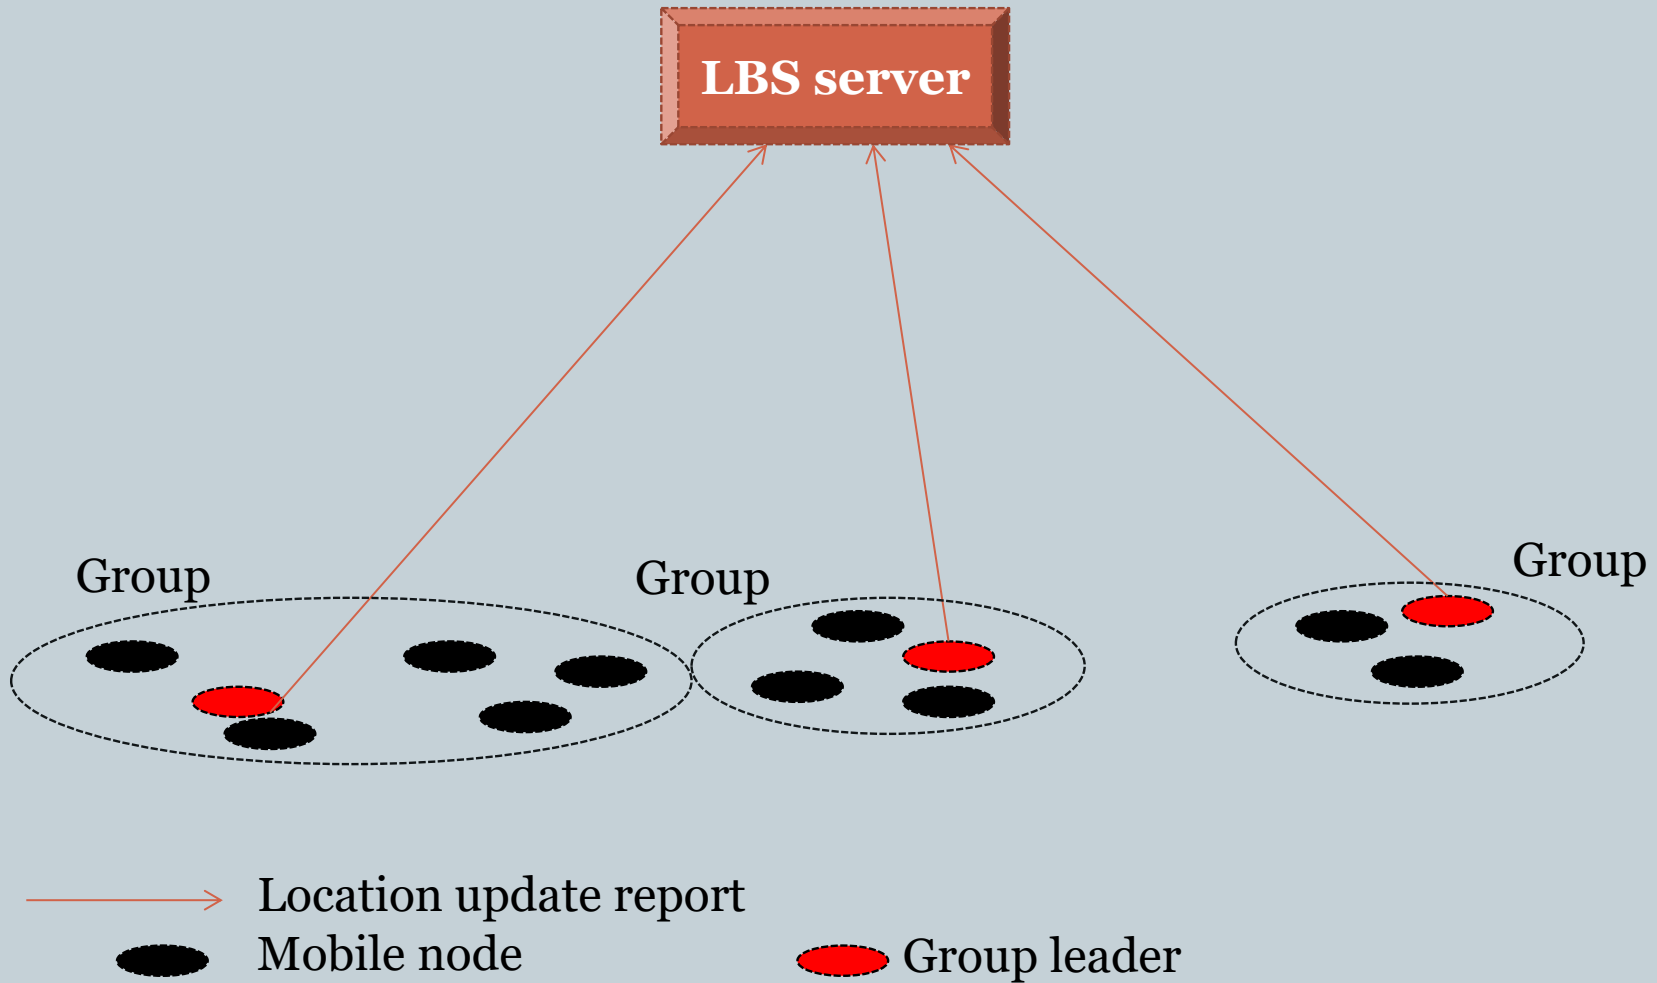 LBS server
Group
Group
Group
Location update report
Mobile node
Group leader